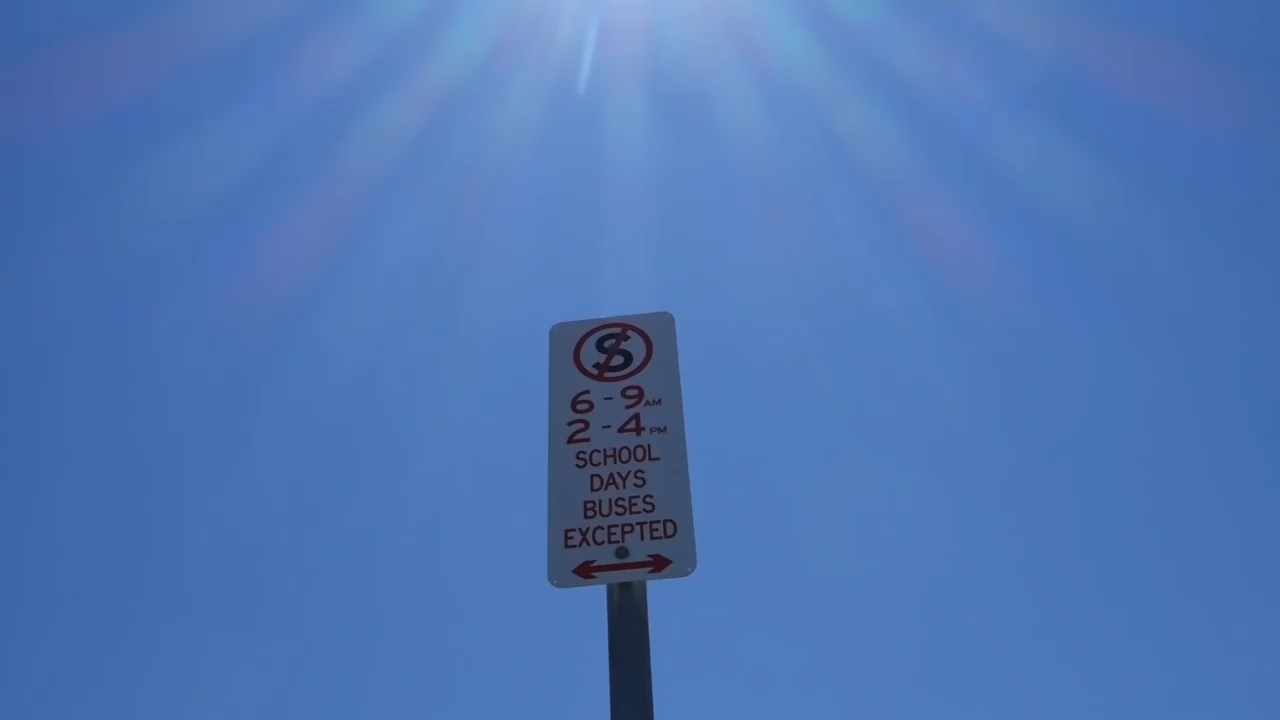 S
6 - 9 AM
2 - 4 PM
SCHOOL
DAYS
BUSES
EXCEPTED